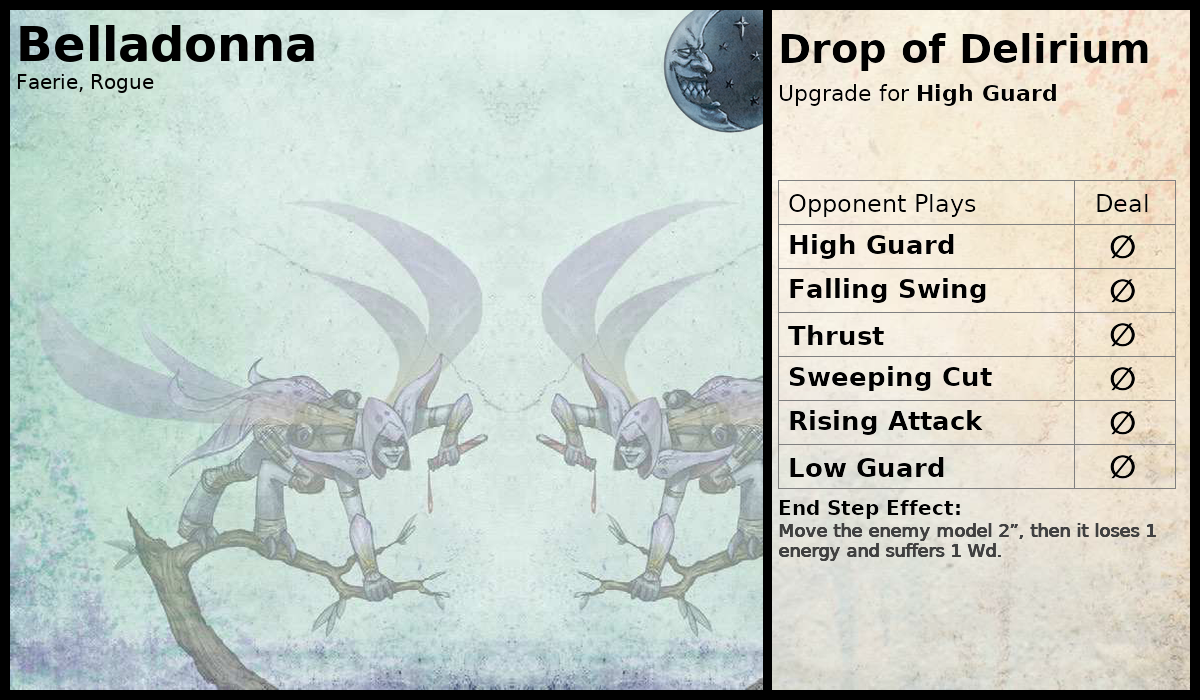 Belladonna
Faerie, Rogue
Drop of Delirium
Upgrade for High Guard
Opponent Plays Deal
High Guard ∅
Falling Swing ∅
Thrust ∅
Sweeping Cut ∅
Rising Attack ∅
Low Guard ∅
End Step Effect:
Move the enemy model 2”, then it loses 1
energy and suffers 1 Wd.